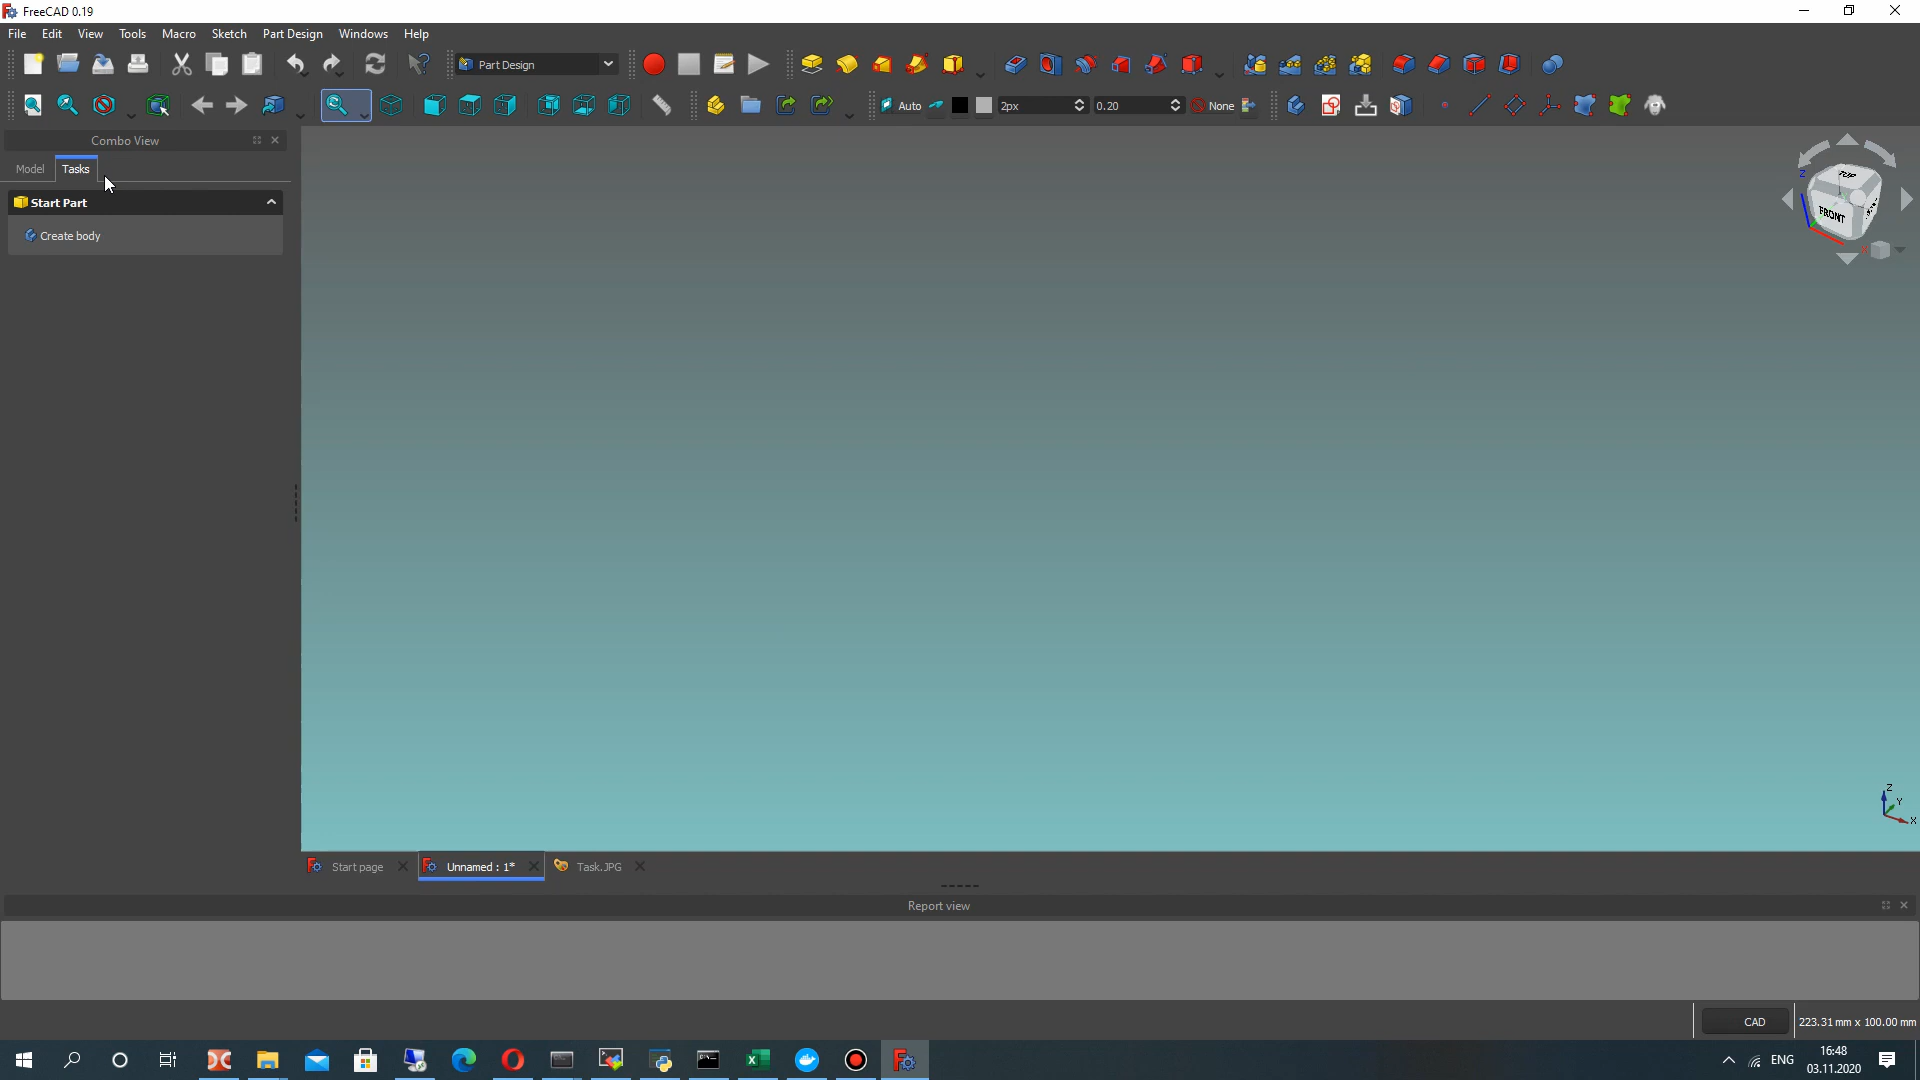 FreeCAD 0.19
File Edit View Tools Macro Sketch Part Design Windows Help
Part Design
Auto 2px 0.20 None
Combo View
Model Tasks
Start Part
Create body
TOP
FRONT
Z
Z
Y
X
Start page Unnamed : 1* Task.JPG
Report view
CAD 223.31 mm x 100.00 mm
ENG 16:48
03.11.2020